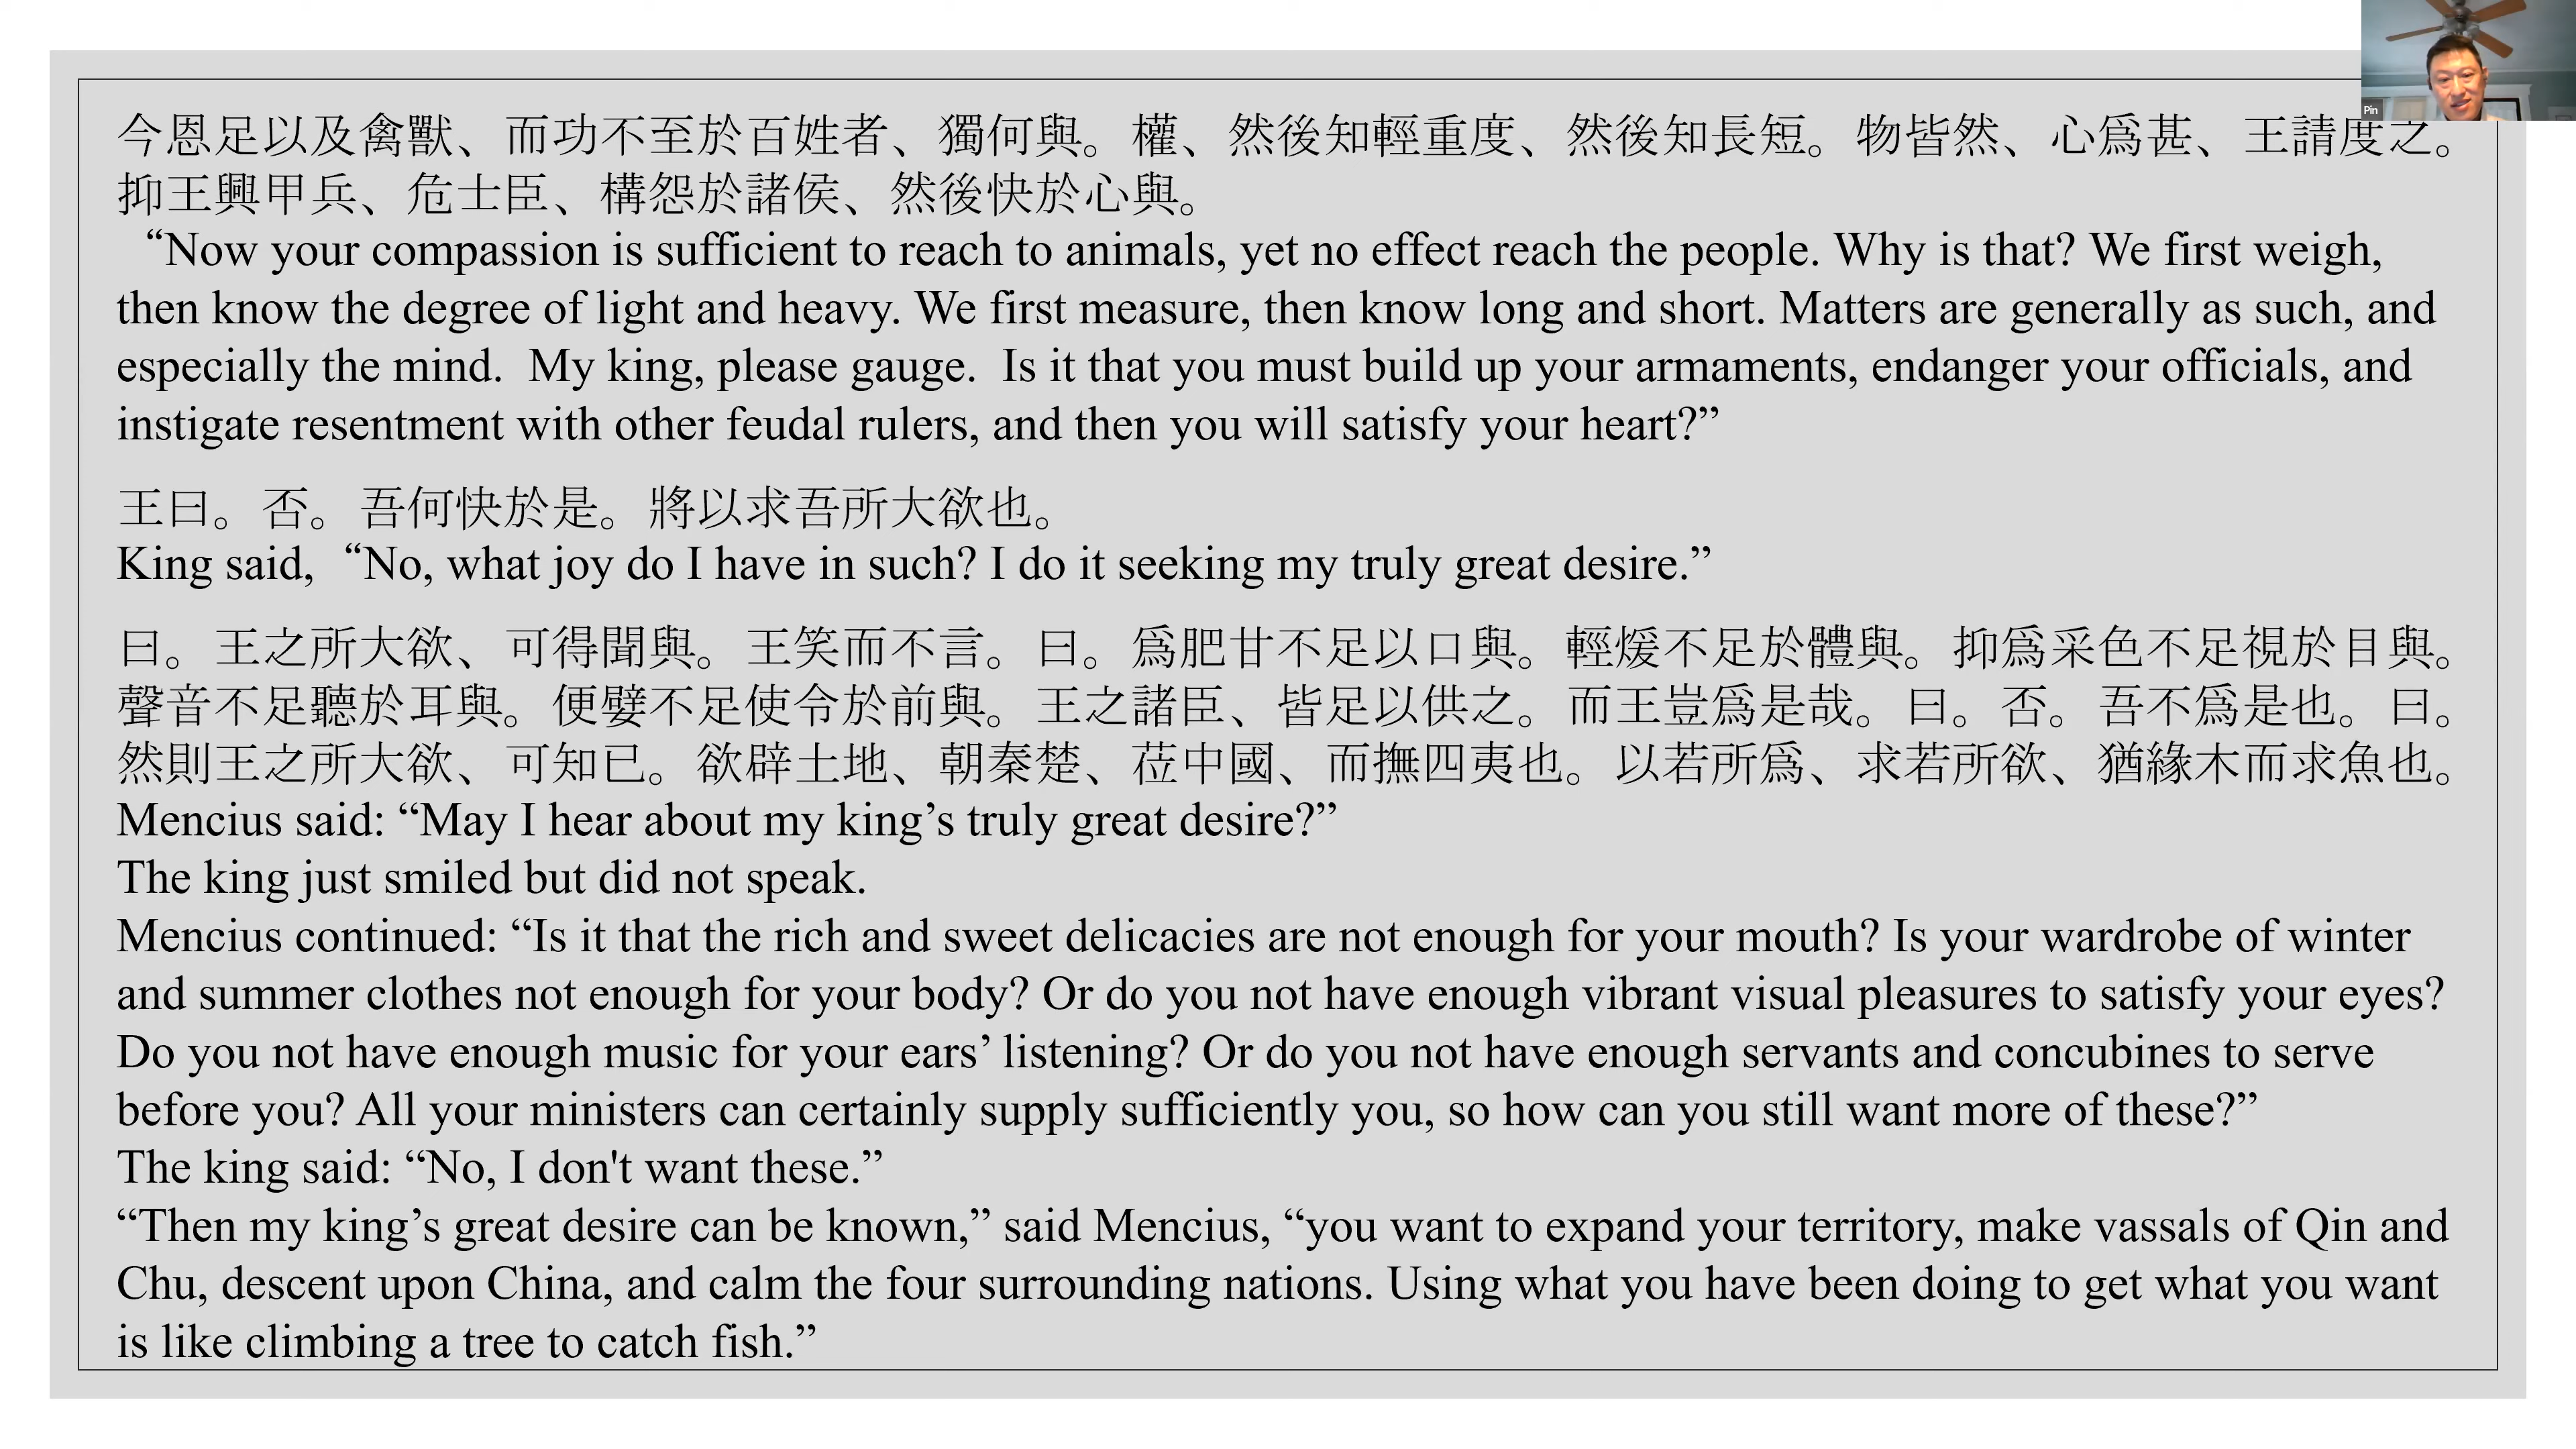 Pin
今恩足以及禽獸、而功不至於百姓者、獨何與。權、然後知輕重度、然後知長短。物皆然、心爲甚、王請度之。
抑王興甲兵、危士臣、構怨於諸侯、然後快於心與。
“Now your compassion is sufficient to reach to animals, yet no effect reach the people. Why is that? We first weigh,
then know the degree of light and heavy. We first measure, then know long and short. Matters are generally as such, and
especially the mind.  My king, please gauge.  Is it that you must build up your armaments, endanger your officials, and
instigate resentment with other feudal rulers, and then you will satisfy your heart?”
王曰。否。吾何快於是。將以求吾所大欲也。
King said, “No, what joy do I have in such? I do it seeking my truly great desire.”
曰。王之所大欲、可得聞與。王笑而不言。曰。爲肥甘不足以口與。輕煖不足於體與。抑爲采色不足視於目與。
聲音不足聽於耳與。便嬖不足使令於前與。王之諸臣、皆足以供之。而王豈爲是哉。曰。否。吾不爲是也。曰。
然則王之所大欲、可知已。欲辟土地、朝秦楚、莅中國、而撫四夷也。以若所爲、求若所欲、猶緣木而求魚也。
Mencius said: “May I hear about my king’s truly great desire?”
The king just smiled but did not speak.
Mencius continued: “Is it that the rich and sweet delicacies are not enough for your mouth? Is your wardrobe of winter
and summer clothes not enough for your body? Or do you not have enough vibrant visual pleasures to satisfy your eyes?
Do you not have enough music for your ears’ listening? Or do you not have enough servants and concubines to serve
before you? All your ministers can certainly supply sufficiently you, so how can you still want more of these?”
The king said: “No, I don't want these.”
“Then my king’s great desire can be known,” said Mencius, “you want to expand your territory, make vassals of Qin and
Chu, descent upon China, and calm the four surrounding nations. Using what you have been doing to get what you want
is like climbing a tree to catch fish.”